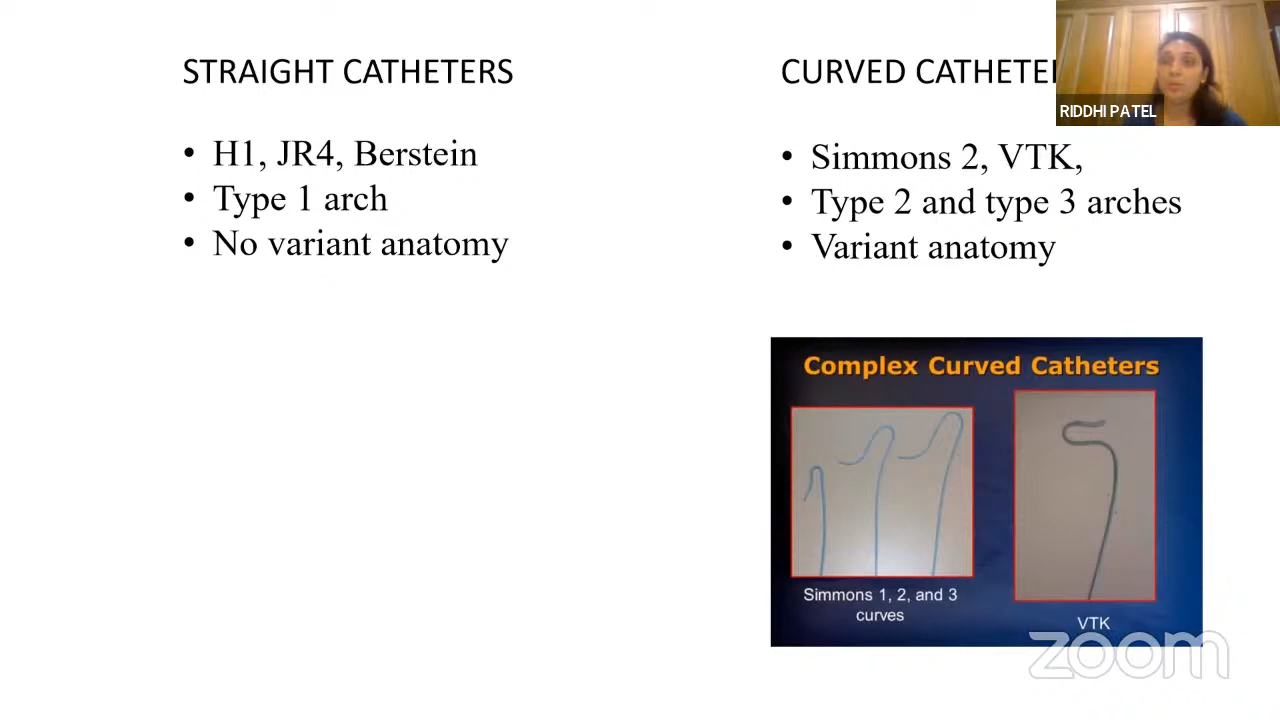 STRAIGHT CATHETERS
• H1, JR4, Berstein
• Type 1 arch
• No variant anatomy
CURVED CATHETE
• Simmons 2, VTK,
• Type 2 and type 3 arches
• Variant anatomy
RIDDHI PATEL
Complex Curved Catheters
Simmons 1, 2, and 3
curves
VTK
zoom